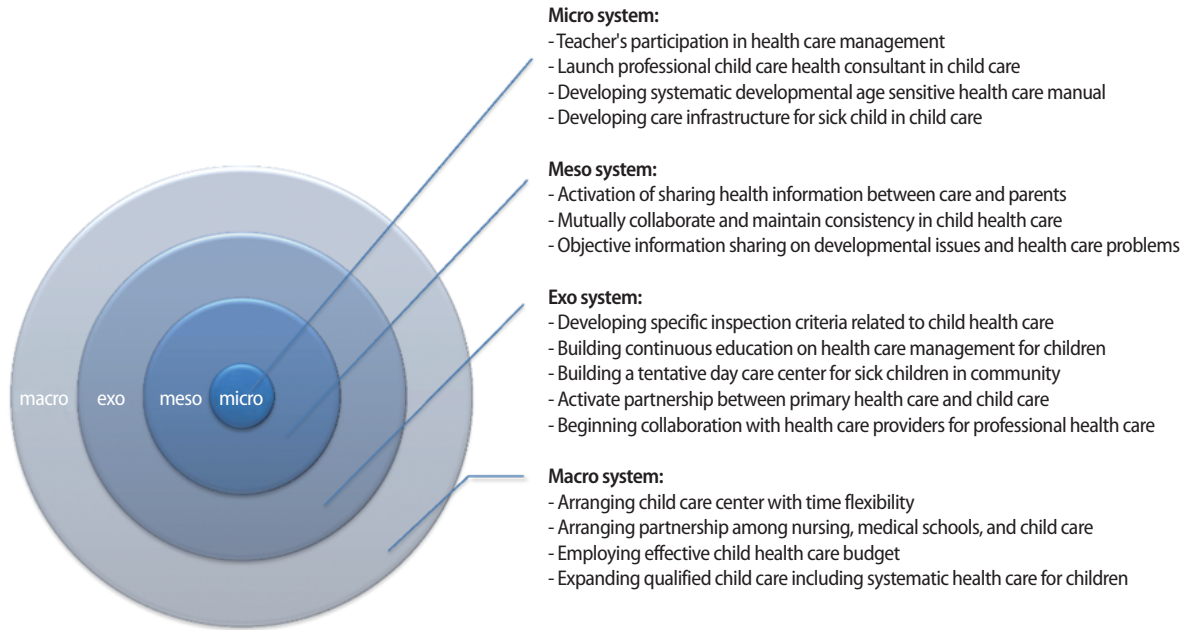 Micro system:
- Teacher's participation in health care management
- Launch professional child care health consultant in child care
- Developing systematic developmental age sensitive health care manual
- Developing care infrastructure for sick child in child care
Meso system:
- Activation of sharing health information between care and parents
- Mutually collaborate and maintain consistency in child health care
- Objective information sharing on developmental issues and health care problems
Exo system:
- Developing specific inspection criteria related to child health care
- Building continuous education on health care management for children
- Building a tentative day care center for sick children in community
- Activate partnership between primary health care and child care
- Beginning collaboration with health care providers for professional health care
Macro system:
- Arranging child care center with time flexibility
- Arranging partnership among nursing, medical schools, and child care
- Employing effective child health care budget
- Expanding qualified child care including systematic health care for children
macro exo meso micro